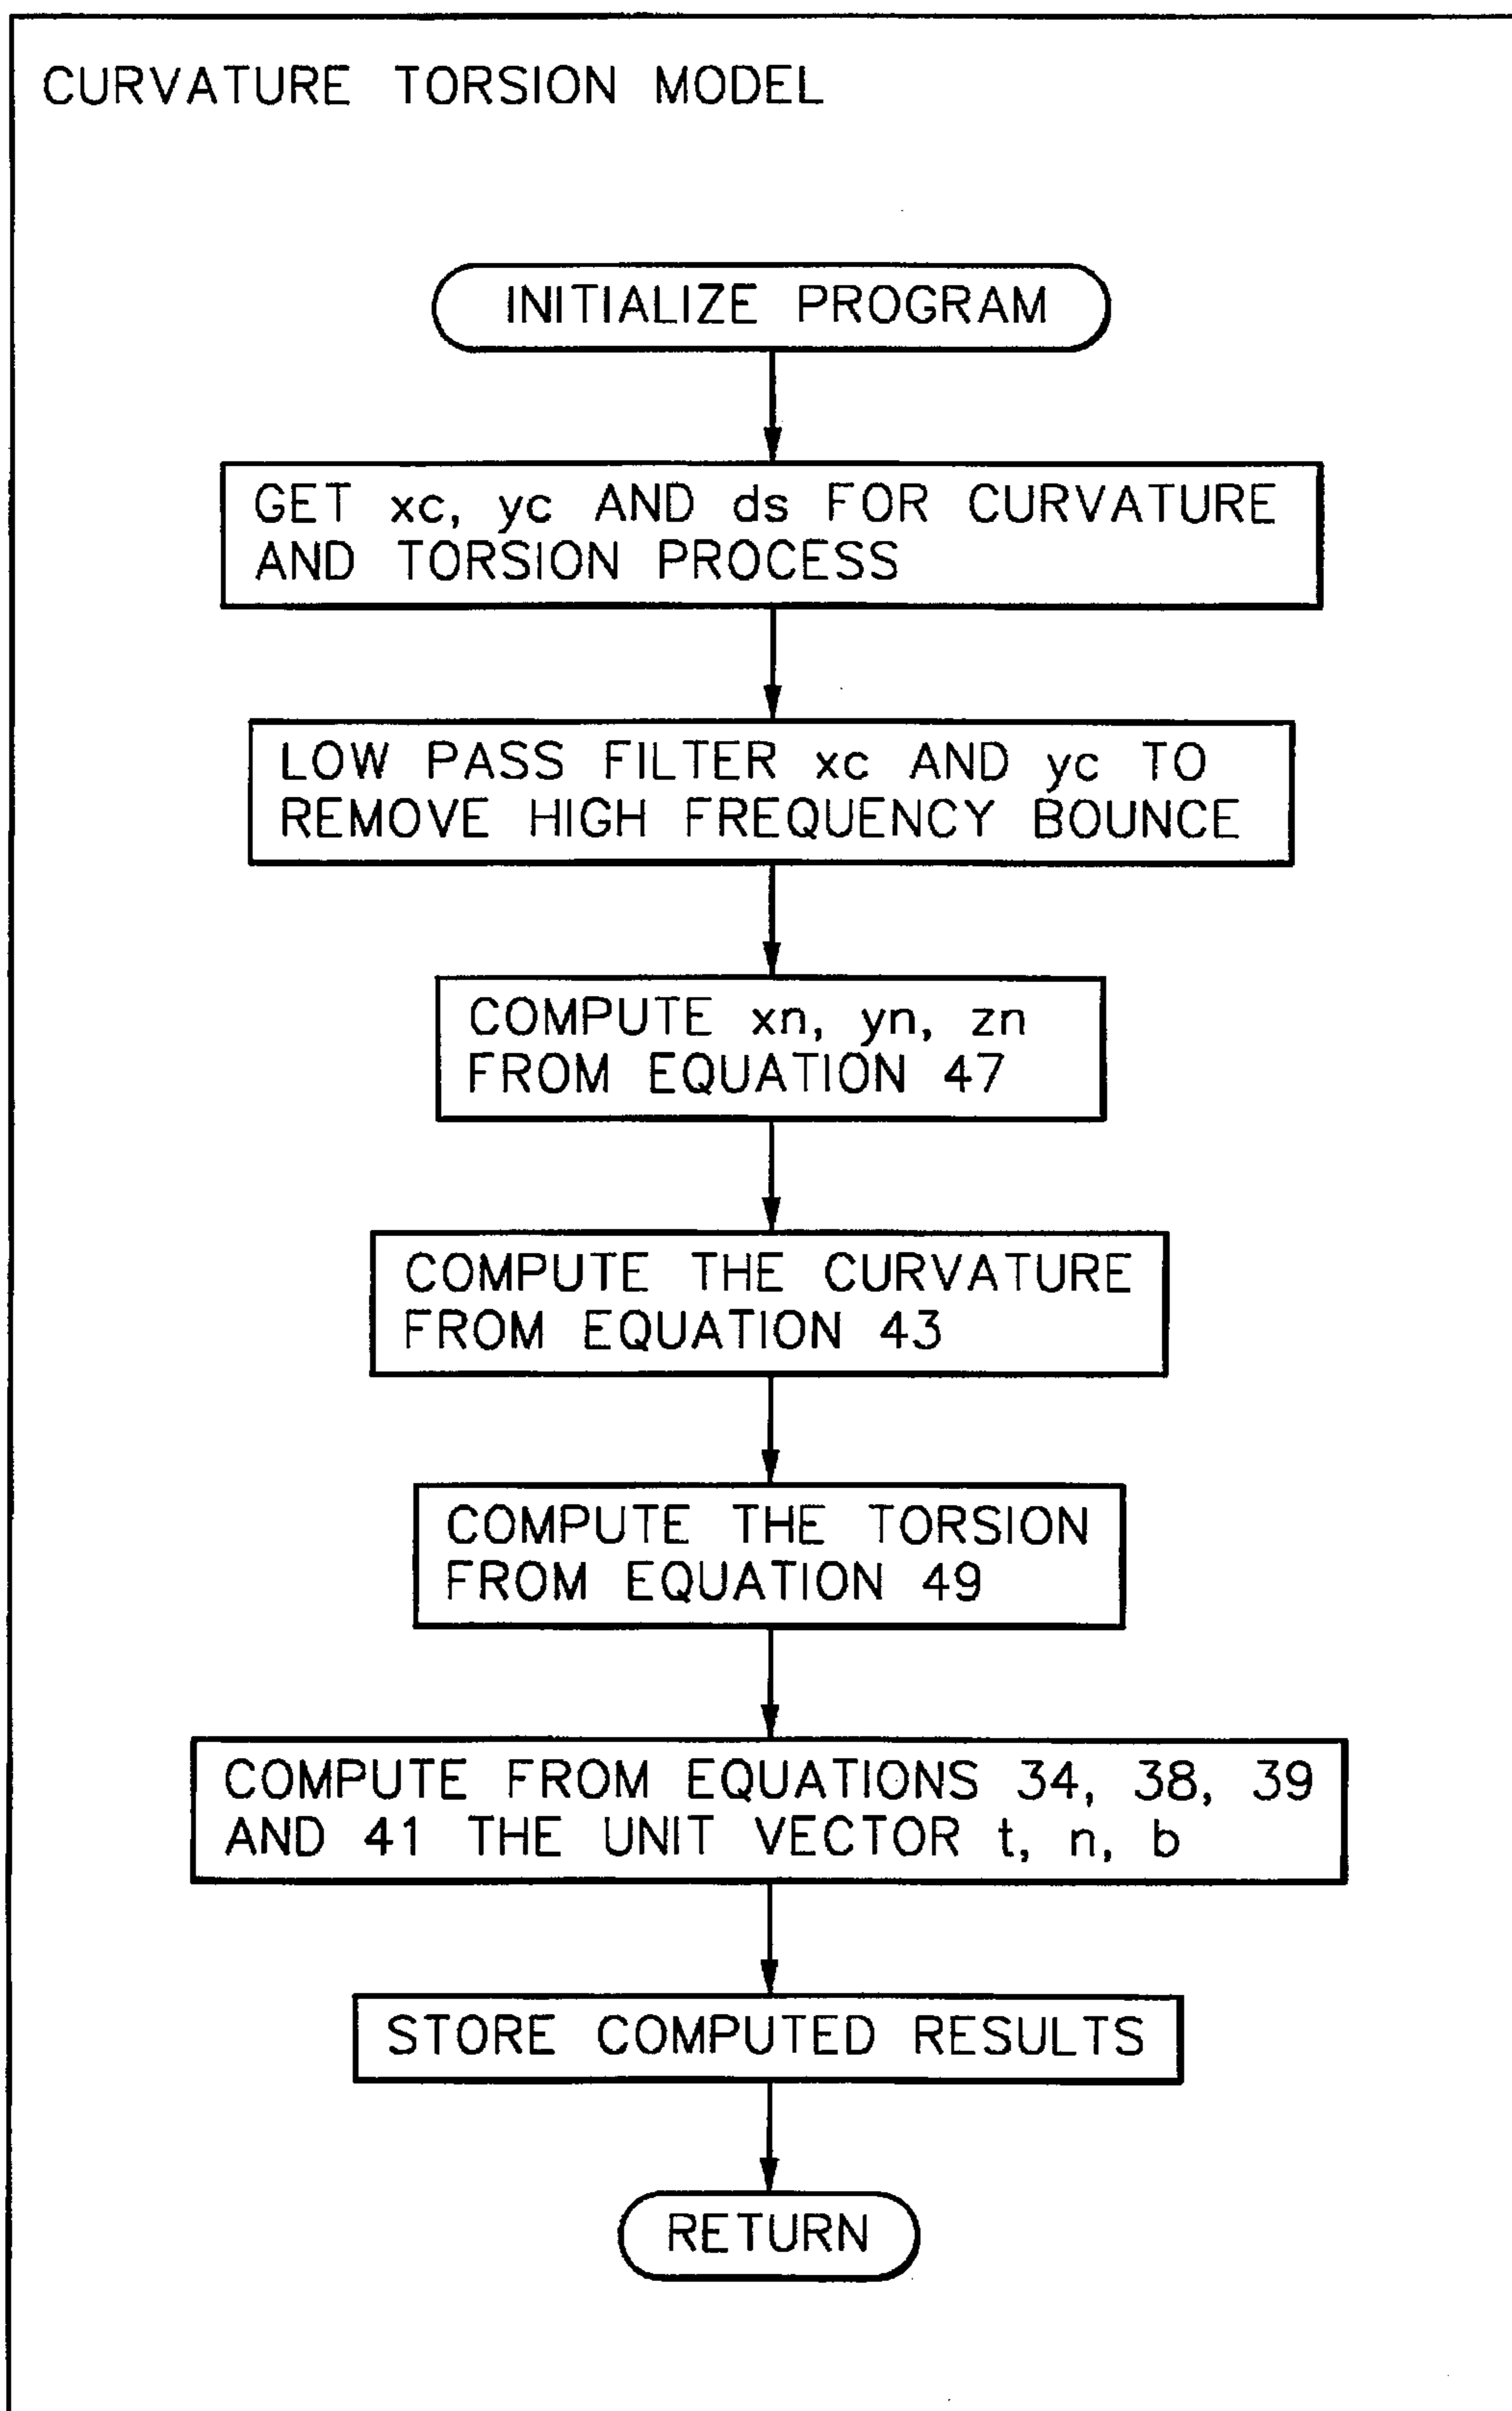 CURVATURE TORSION MODEL
INITIALIZE PROGRAM
GET xc, yc AND ds FOR CURVATURE
AND TORSION PROCESS
LOW PASS FILTER xc AND yc TO
REMOVE HIGH FREQUENCY BOUNCE
COMPUTE xn, yn, zn
FROM EQUATION 47
COMPUTE THE CURVATURE
FROM EQUATION 43
COMPUTE THE TORSION
FROM EQUATION 49
COMPUTE FROM EQUATIONS 34, 38, 39
AND 41 THE UNIT VECTOR t, n, b
STORE COMPUTED RESULTS
RETURN